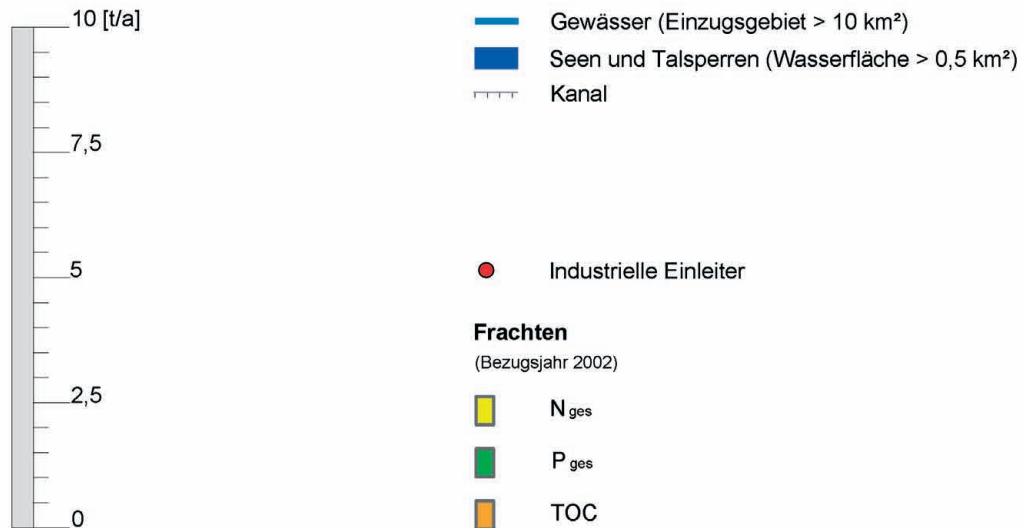 10 [t/a]
7,5
5
2,5
0
Gewässer (Einzugsgebiet > 10 km²)
Seen und Talsperren (Wasserfläche > 0,5 km²)
Kanal
Industrielle Einleiter
Frachten
(Bezugsjahr 2002)
N ges
P ges
TOC